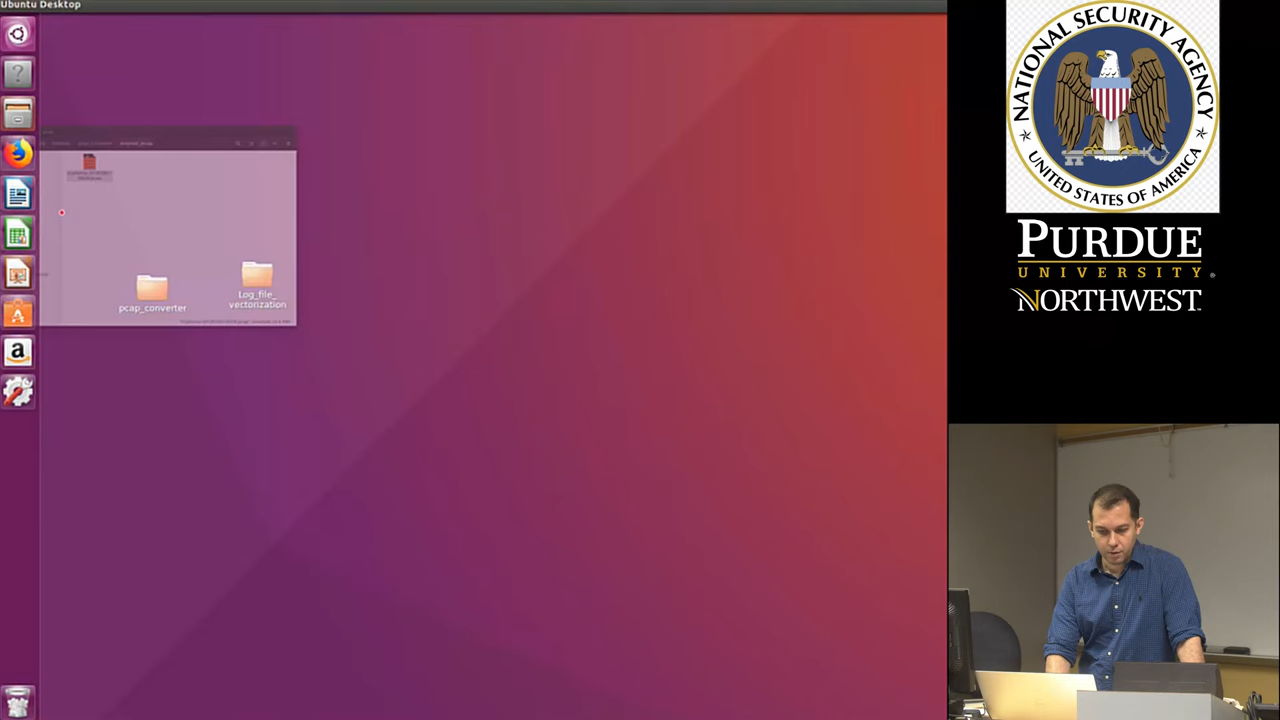 Ubuntu Desktop
pcap_converter
Log_file_
vectorization
a
NATIONAL SECURITY AGENCY
UNITED STATES OF AMERICA
PURDUE
UNIVERSITY
NORTHWEST